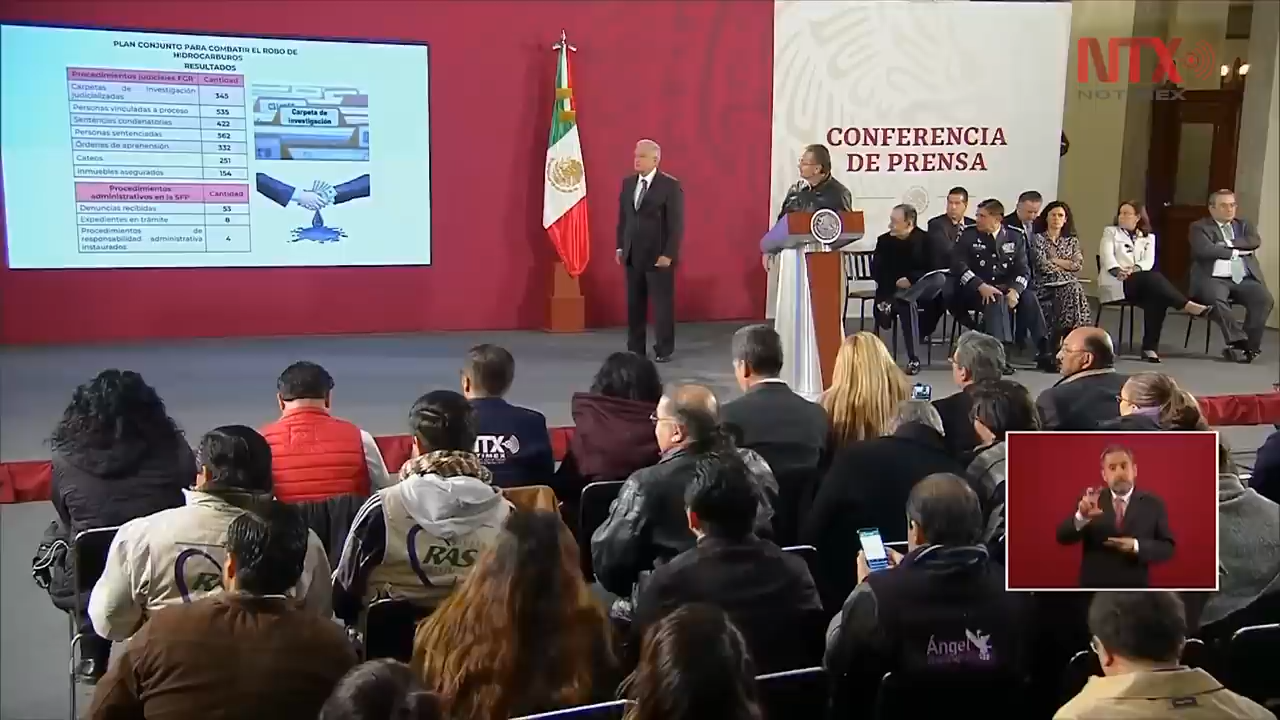 PLAN CONJUNTO PARA COMBATIR EL ROBO DE
HIDROCARBUROS
RESULTADOS
Procedimientos judiciales FGR Cantidad
Carpetas de Investigación
judicializadas 345
Personas vinculadas a proceso 535
Sentencias condenatorias 422
Personas sentenciadas 562
Órdenes de aprehensión 332
Cateos 251
Inmuebles asegurados 154
Procedimientos
administrativos en la SFP Cantidad
Denuncias recibidas 53
Expedientes en trámite 8
Procedimientos de
responsabilidad administrativa
instaurados 4
Carpeta de
investigación
CONFERENCIA
DE PRENSA
NTX
NOTIMEX
NTX
RAS
Ángel